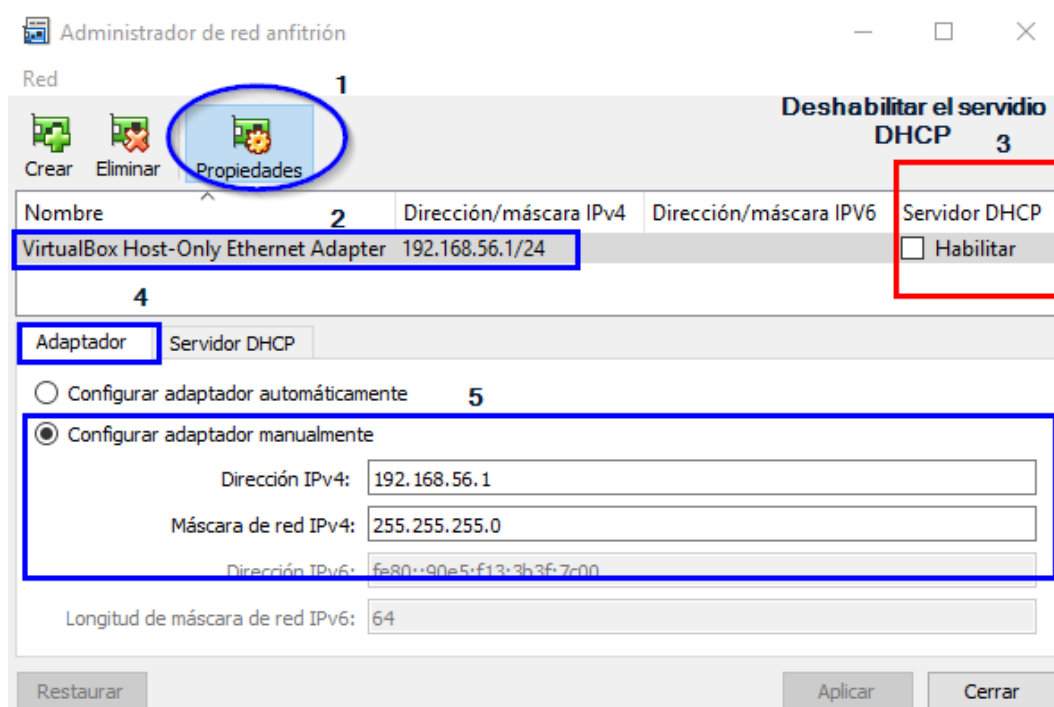 Administrador de red anfitrión
Red
1
Deshabilitar el servidio
DHCP
3
Crear
Eliminar
Propiedades
Nombre
2
Dirección/máscara IPv4
Dirección/máscara IPV6
Servidor DHCP
VirtualBox Host-Only Ethernet Adapter
192.168.56.1/24
Habilitar
4
Adaptador
Servidor DHCP
Configurar adaptador automáticamente
5
Configurar adaptador manualmente
Dirección IPv4:
192.168.56.1
Máscara de red IPv4:
255.255.255.0
Dirección IPv6:
fe80::90e5:f13:3b3f:7c00
Longitud de máscara de red IPv6:
64
Restaurar
Aplicar
Cerrar